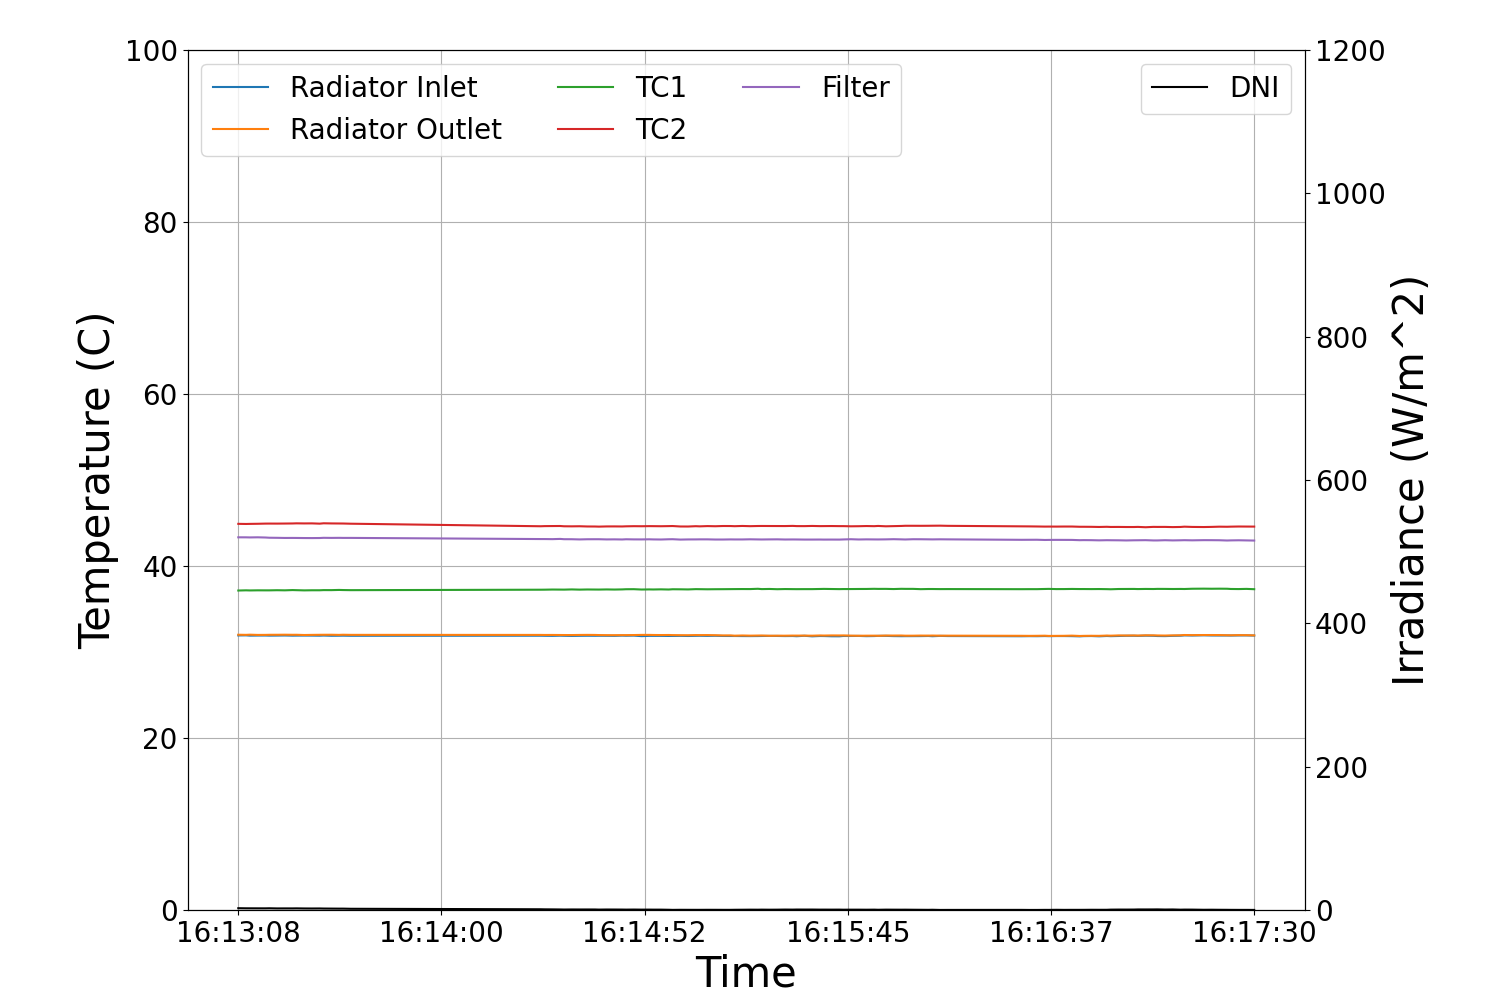 100
80
60
40
20
0
Temperature (C)
Radiator Inlet
Radiator Outlet
TC1
TC2
Filter
DNI
1200
1000
800
600
400
200
0
Irradiance (W/m^2)
16:13:08 16:14:00 16:14:52 16:15:45 16:16:37 16:17:30
Time